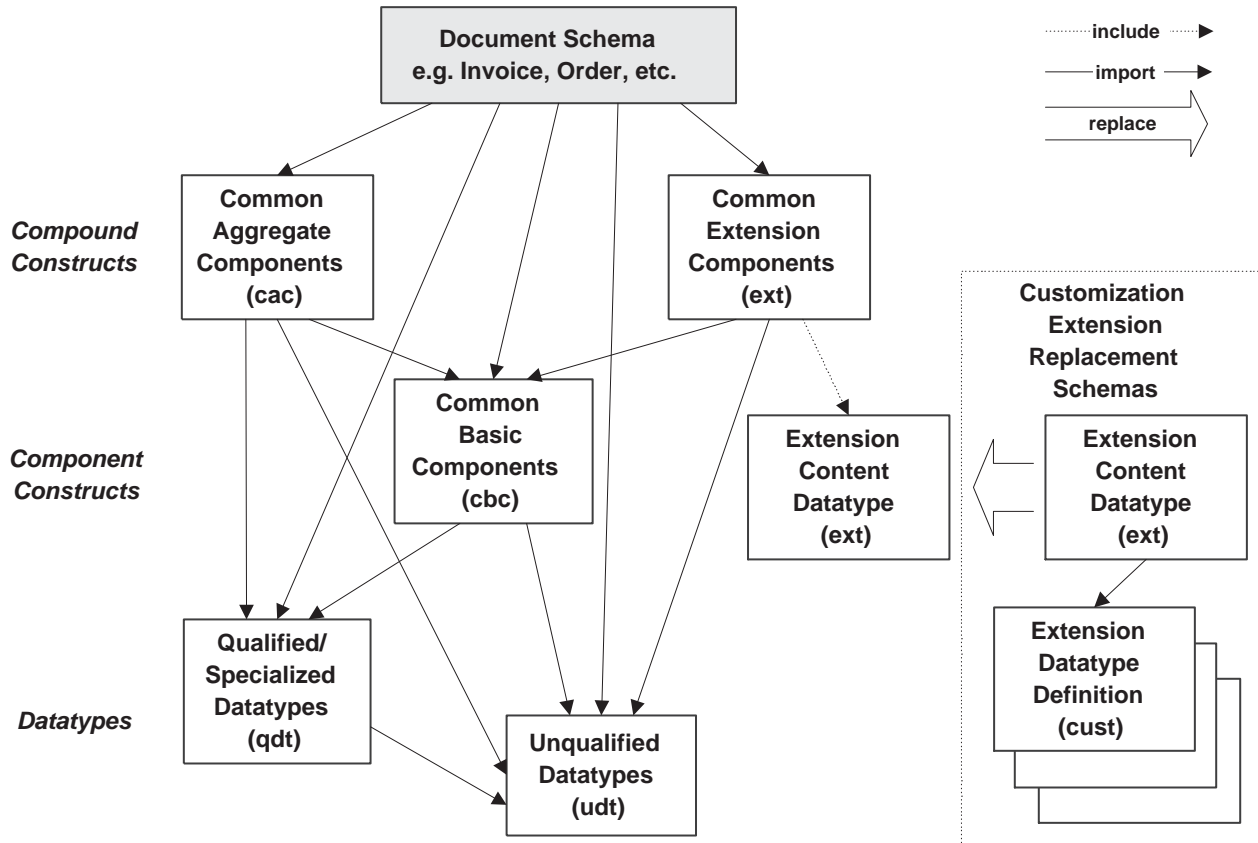 Document Schema
e.g. Invoice, Order, etc.
include
import
replace
Compound
Constructs
Common
Aggregate
Components
(cac)
Common
Extension
Components
(ext)
Customization
Extension
Replacement
Schemas
Component
Constructs
Common
Basic
Components
(cbc)
Extension
Content
Datatype
(ext)
Extension
Content
Datatype
(ext)
Datatypes
Qualified/
Specialized
Datatypes
(qdt)
Unqualified
Datatypes
(udt)
Extension
Datatype
Definition
(cust)